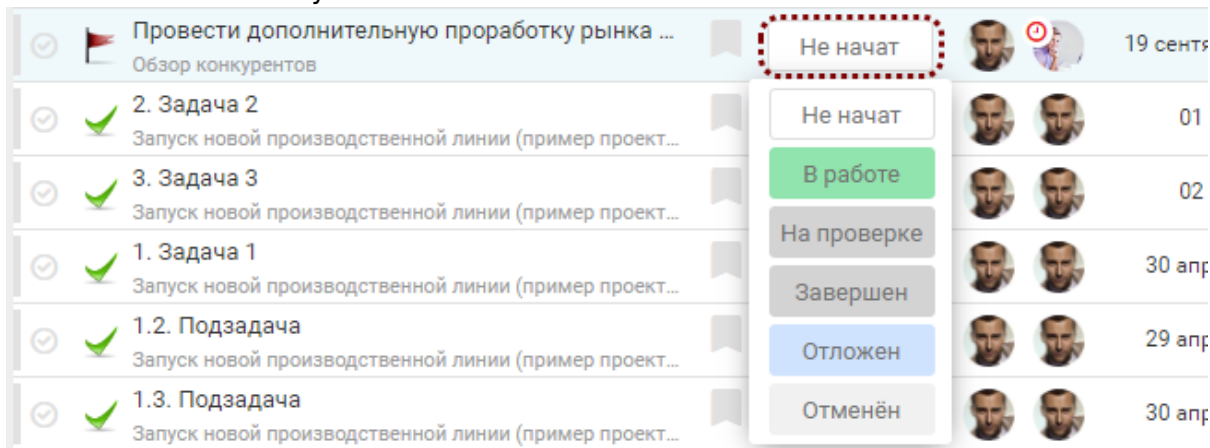 Провести дополнительную проработку рынка ...
Обзор конкурентов
Не начат
19 сентя
2. Задача 2
Запуск новой производственной линии (пример проект...
Не начат
01
3. Задача 3
Запуск новой производственной линии (пример проект...
В работе
02
На проверке
1. Задача 1
Запуск новой производственной линии (пример проект...
30 апр
Завершен
1.2. Подзадача
Запуск новой производственной линии (пример проект...
Отложен
29 апр
1.3. Подзадача
Запуск новой производственной линии (пример проект...
Отменён
30 апр